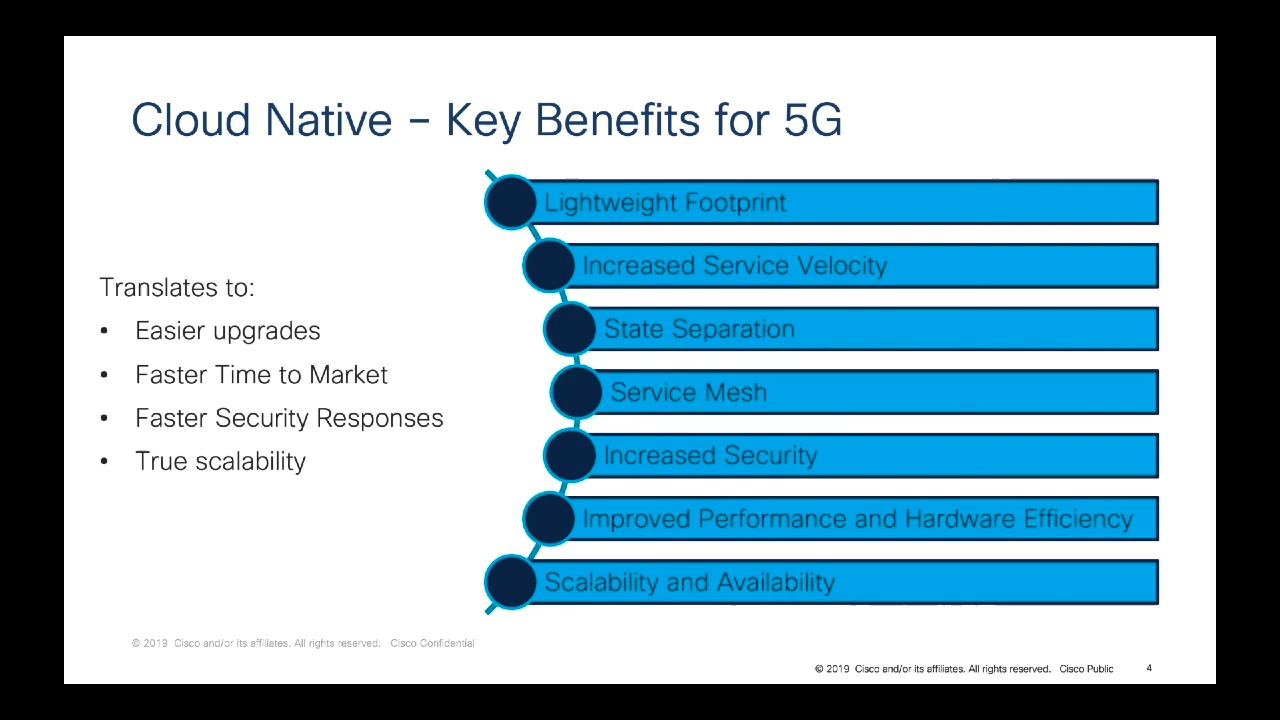 Cloud Native – Key Benefits for 5G
Translates to:
• Easier upgrades
• Faster Time to Market
• Faster Security Responses
• True scalability
Lightweight Footprint
Increased Service Velocity
State Separation
Service Mesh
Increased Security
Improved Performance and Hardware Efficiency
Scalability and Availability
© 2019 Cisco and/or its affiliates. All rights reserved. Cisco Confidential
© 2019 Cisco and/or its affiliates. All rights reserved. Cisco Public 4